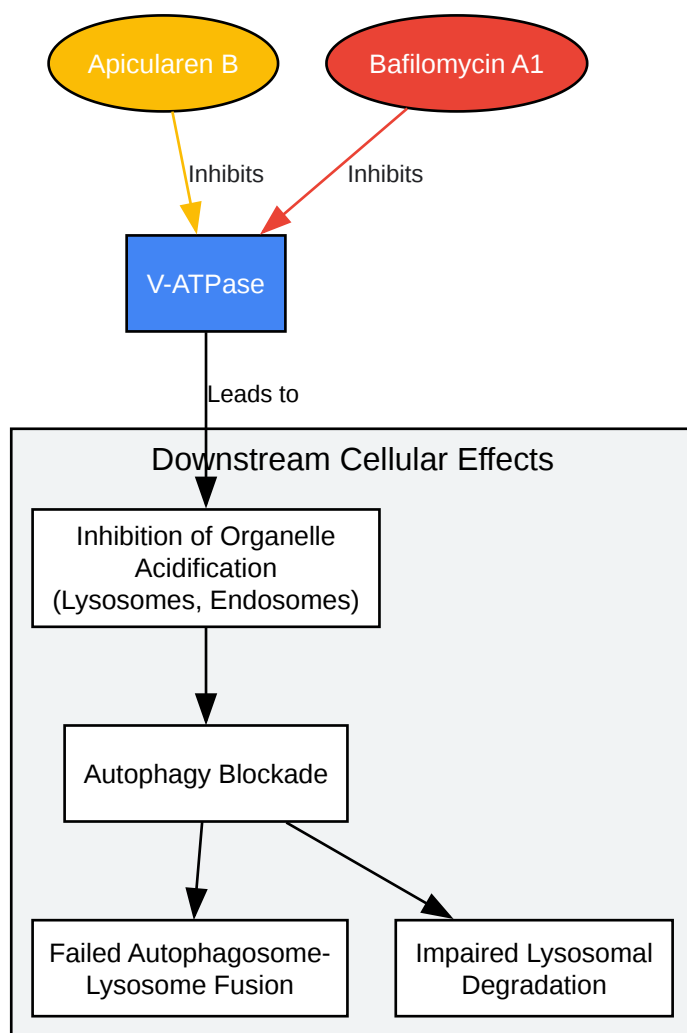 Apicularen B
Bafilomycin A1
Inhibits
Inhibits
V-ATPase
Leads to
Downstream Cellular Effects
Inhibition of Organelle
Acidification
(Lysosomes, Endosomes)
Autophagy Blockade
Failed Autophagosome-
Lysosome Fusion
Impaired Lysosomal
Degradation